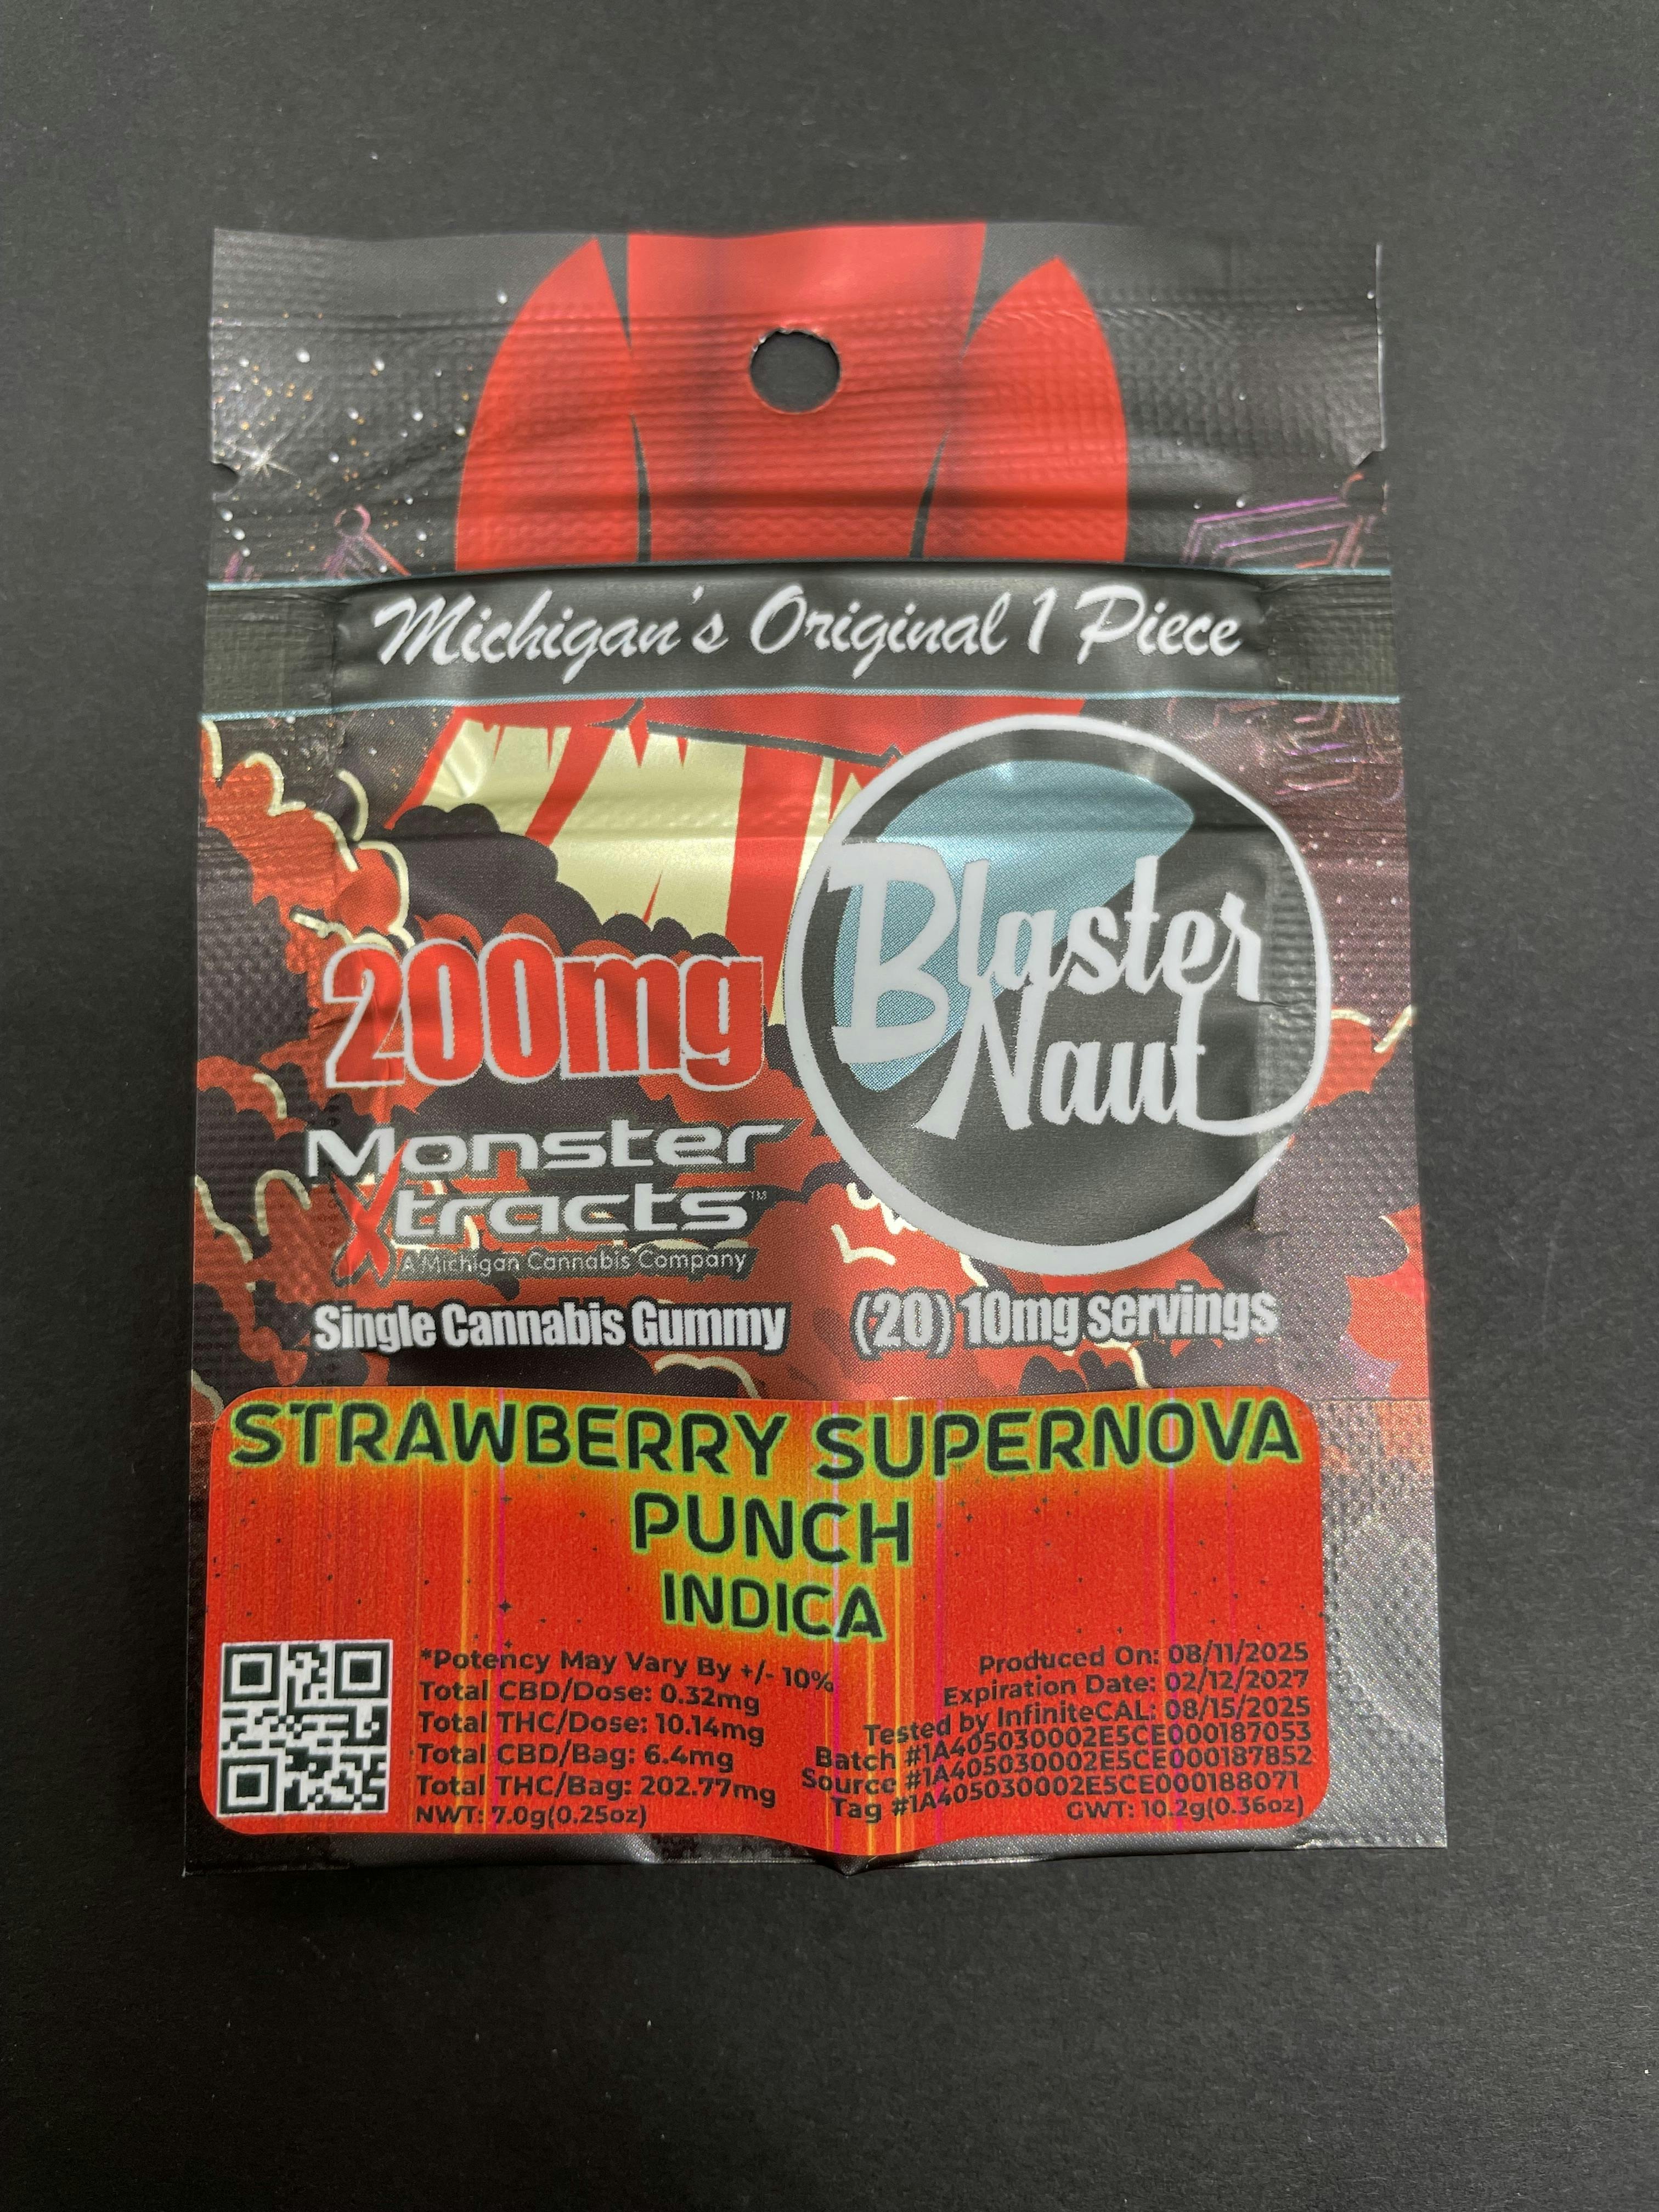 Michigan's Original 1 Piece
Blaster
Naut
200mg
Monster
Xtracts™
A Michigan Cannabis Company
Single Cannabis Gummy
(20) 10mg servings
STRAWBERRY SUPERNOVA
PUNCH
INDICA
*Potency May Vary By +/- 10%
Total CBD/Dose: 0.32mg
Total THC/Dose: 10.14mg
Total CBD/Bag: 6.4mg
Total THC/Bag: 202.77mg
NWT: 7.0g(0.25oz)
Produced On: 08/11/2025
Expiration Date: 02/12/2027
Tested by InfiniteCAL: 08/15/2025
Batch #1A405030002E5CE000187053
Source #1A405030002E5CE000187852
Tag #1A405030002E5CE000188071
GWT: 10.2g(0.36oz)